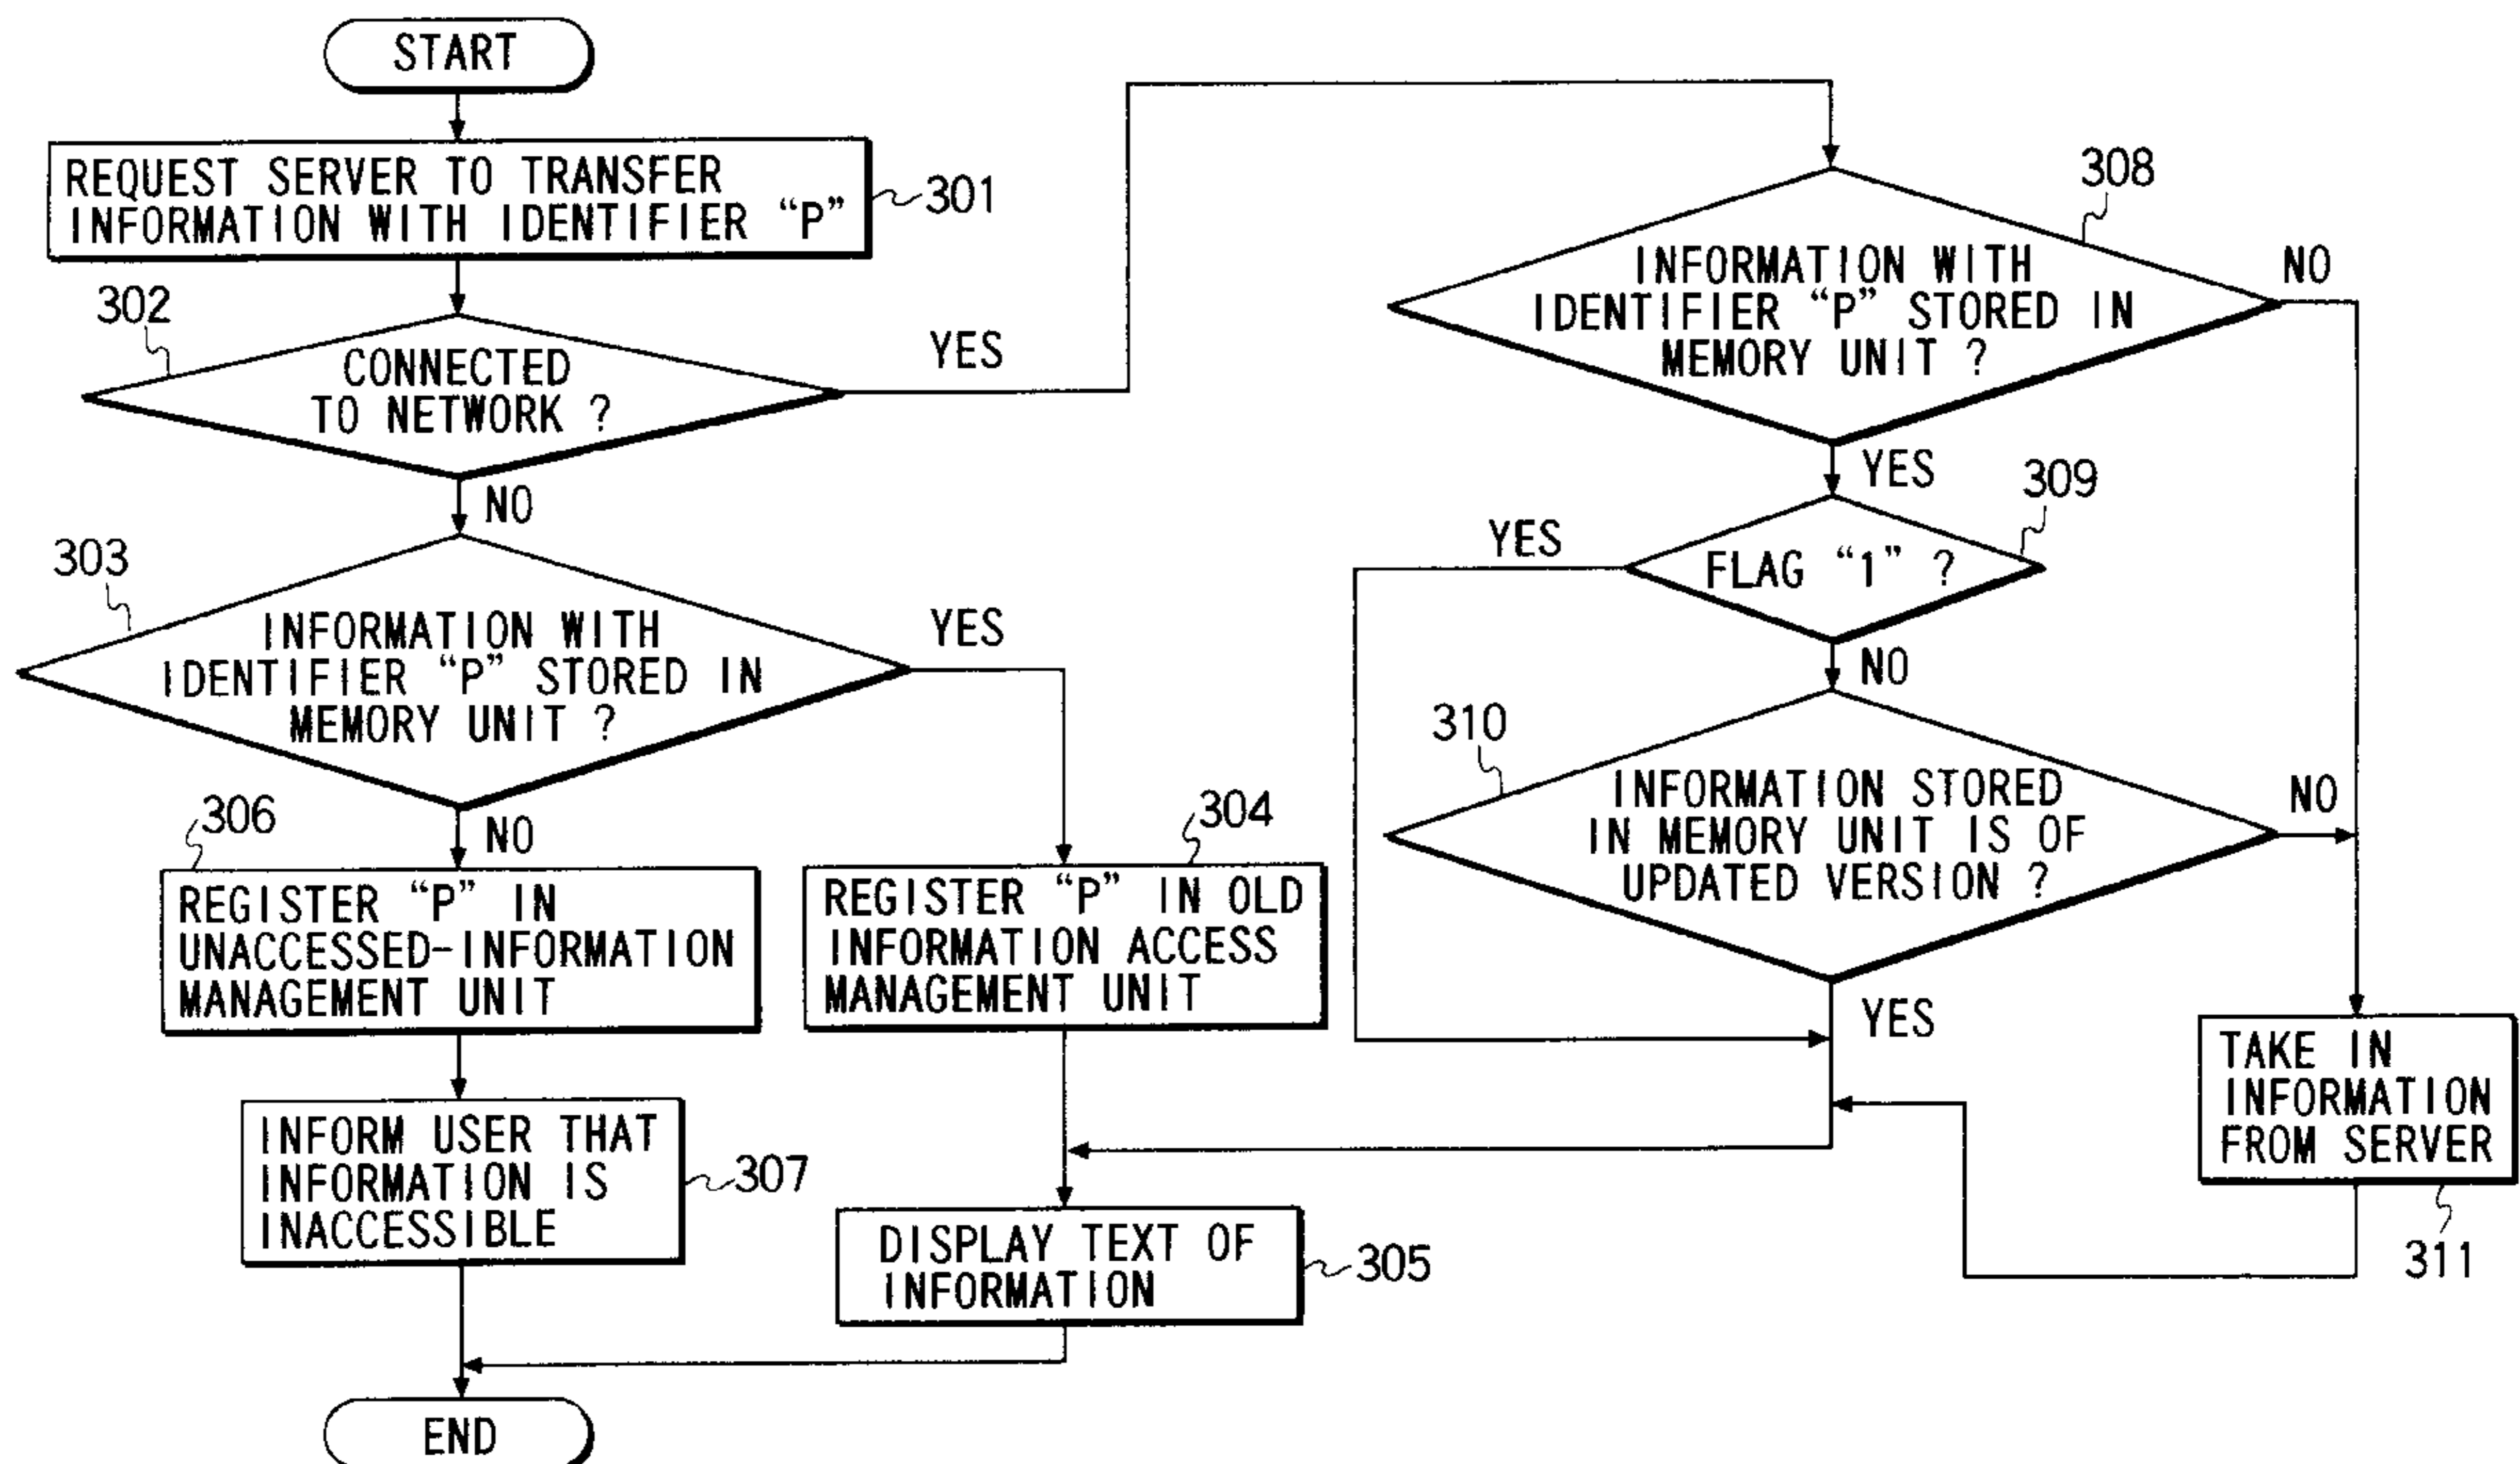 START
REQUEST SERVER TO TRANSFER
INFORMATION WITH IDENTIFIER “P”
301
302
CONNECTED
TO NETWORK ?
YES
NO
303
INFORMATION WITH
IDENTIFIER “P” STORED IN
MEMORY UNIT ?
YES
NO
306
REGISTER “P” IN
UNACCESSED-INFORMATION
MANAGEMENT UNIT
304
REGISTER “P” IN OLD
INFORMATION ACCESS
MANAGEMENT UNIT
INFORM USER THAT
INFORMATION IS
INACCESSIBLE
307
DISPLAY TEXT OF
INFORMATION
305
END
308
INFORMATION WITH
IDENTIFIER “P” STORED IN
MEMORY UNIT ?
NO
YES
309
YES
FLAG “1” ?
NO
310
INFORMATION STORED
IN MEMORY UNIT IS OF
UPDATED VERSION ?
NO
YES
TAKE IN
INFORMATION
FROM SERVER
311